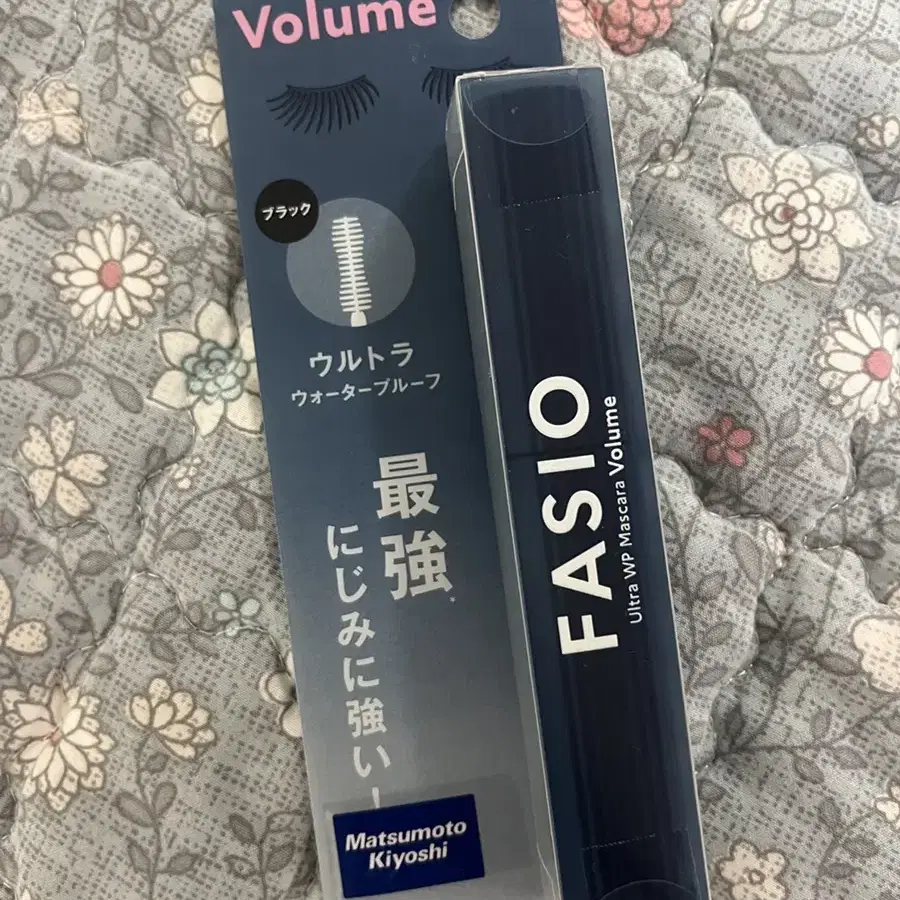 Volume
ブラック
ウルトラ
ウォータープルーフ
最強
にじみに強い!
Matsumoto
Kiyoshi
FASIO
Ultra WP Mascara Volume